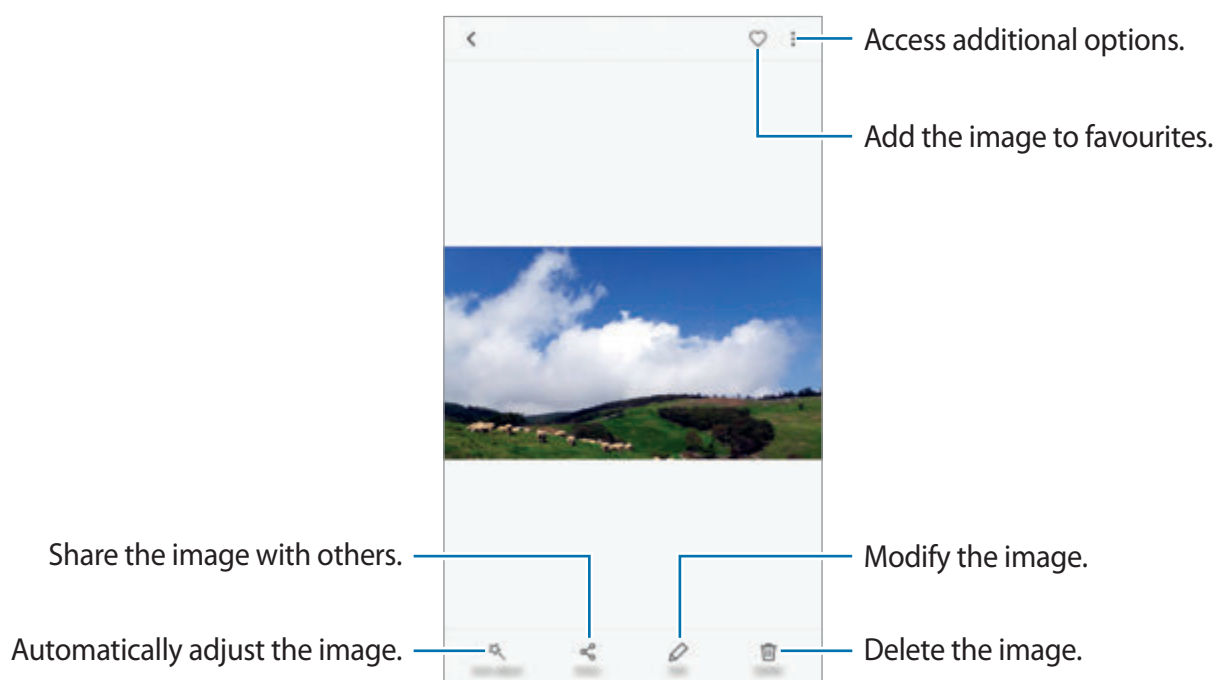 Access additional options.
Add the image to favourites.
Share the image with others.
Modify the image.
Automatically adjust the image.
Delete the image.